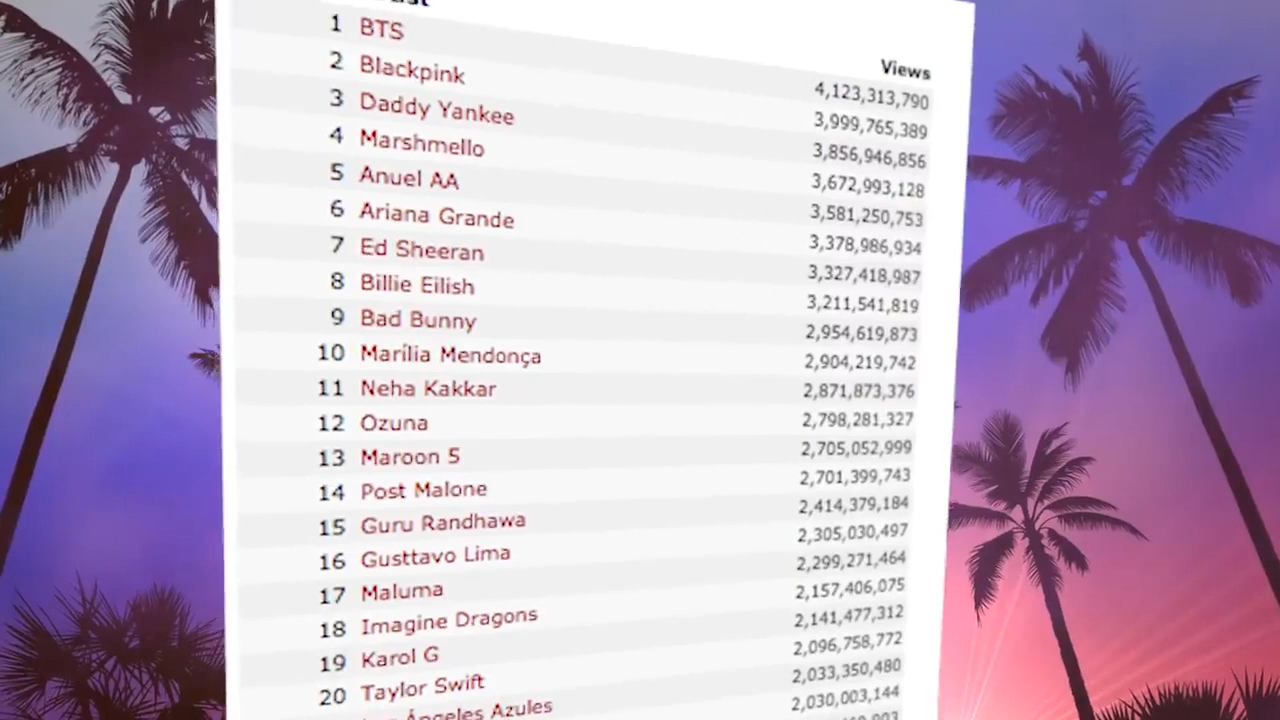 Views
1 BTS 4,123,313,790
2 Blackpink 3,999,765,389
3 Daddy Yankee 3,856,946,856
4 Marshmello 3,672,993,128
5 Anuel AA 3,581,250,753
6 Ariana Grande 3,378,986,934
7 Ed Sheeran 3,327,418,987
8 Billie Eilish 3,211,541,819
9 Bad Bunny 2,954,619,873
10 Marília Mendonça 2,904,219,742
11 Neha Kakkar 2,871,873,376
12 Ozuna 2,798,281,327
13 Maroon 5 2,705,052,999
14 Post Malone 2,701,399,743
15 Guru Randhawa 2,414,379,184
16 Gusttavo Lima 2,305,030,497
17 Maluma 2,299,271,464
18 Imagine Dragons 2,157,406,075
19 Karol G 2,141,477,312
20 Taylor Swift 2,096,758,772
Ángeles Azules 2,033,350,480
2,030,003,144